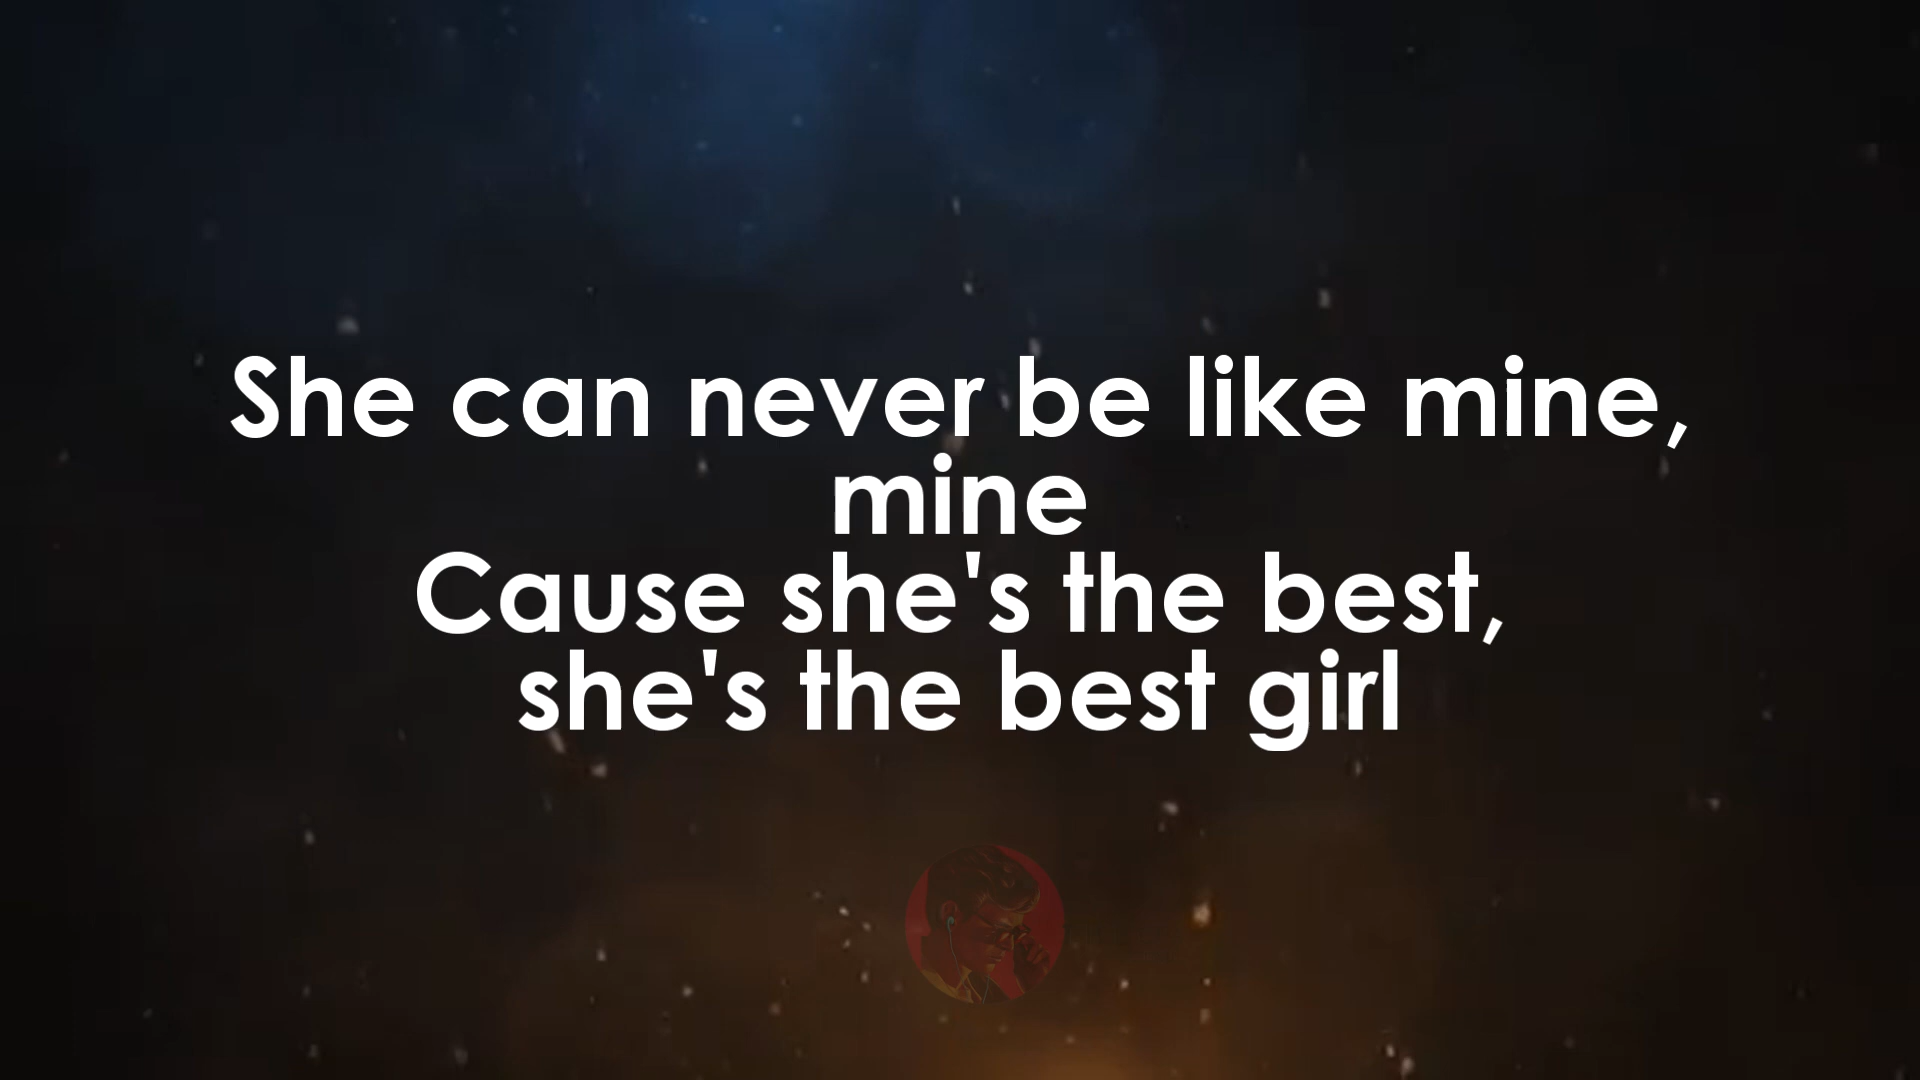 She can never be like mine,
mine
Cause she's the best,
she's the best girl